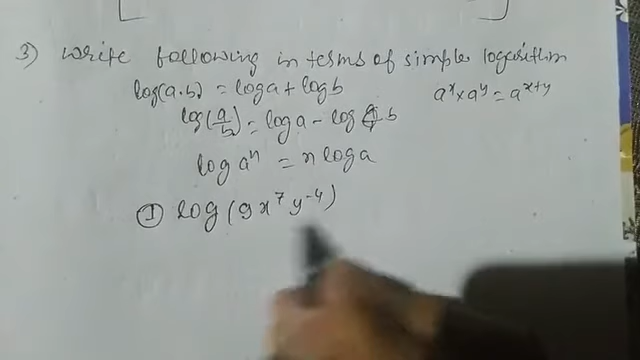 3) Write following in terms of simple logarithm
log(a.b) = log a + log b
a^x × a^y = a^x+y
log(a/b) = log a - log b
log a^n = n log a
① log (9x^7 y^-4)